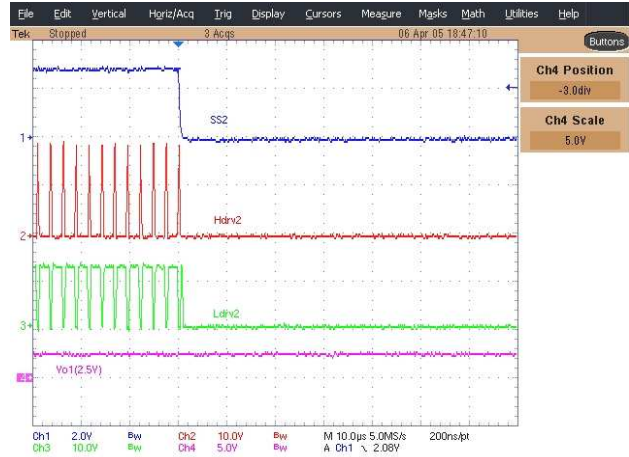 File Edit Vertical Horiz/Acq Trig Display Cursors Measure Masks Math Utilities Help
Tek Stopped 3 Acqs 06 Apr 05 18:47:10
Buttons
Ch4 Position
-3.0div
Ch4 Scale
5.0V
SS2
1
Hdrv2
2
Ldiv2
3
Vo1(2.5V)
4
Ch1 2.0V Bw Ch2 10.0V Bw M 10.0µs 5.0MS/s 200ns/pt
Ch3 10.0V Bw Ch4 5.0V Bw A Ch1 \ 2.08V